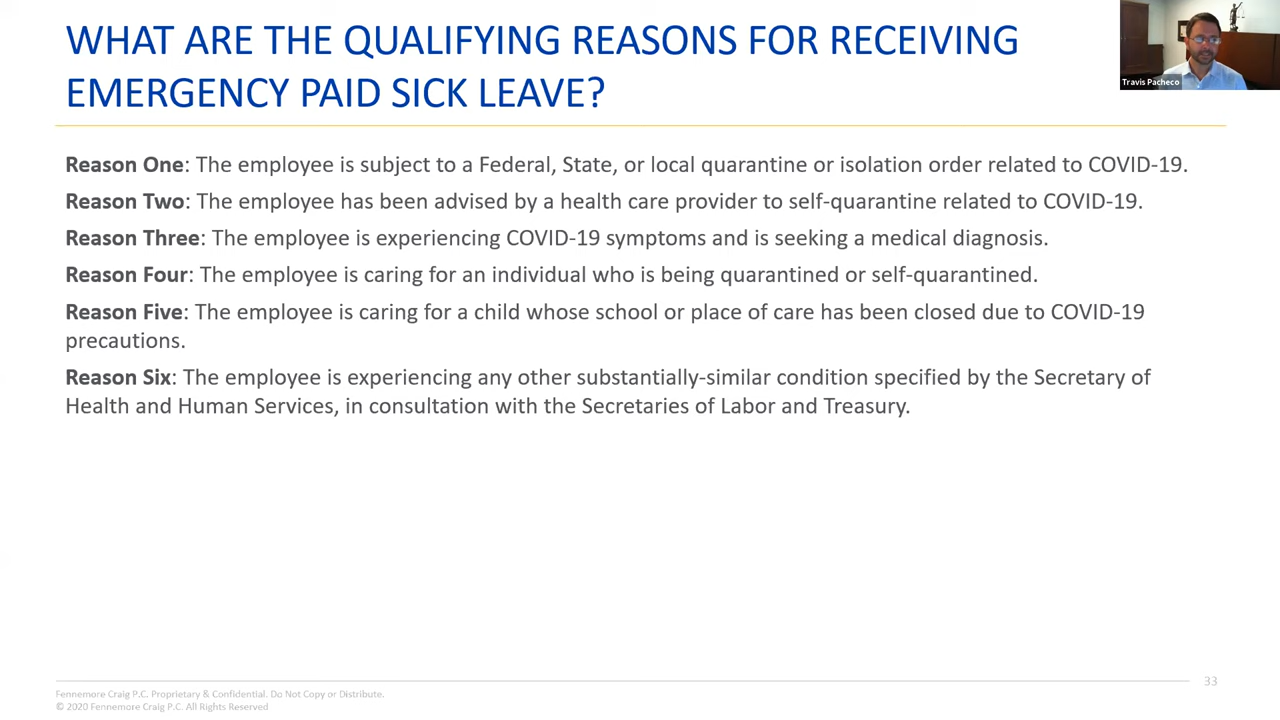 WHAT ARE THE QUALIFYING REASONS FOR RECEIVING
EMERGENCY PAID SICK LEAVE?
Travis Pacheco
Reason One: The employee is subject to a Federal, State, or local quarantine or isolation order related to COVID-19.
Reason Two: The employee has been advised by a health care provider to self-quarantine related to COVID-19.
Reason Three: The employee is experiencing COVID-19 symptoms and is seeking a medical diagnosis.
Reason Four: The employee is caring for an individual who is being quarantined or self-quarantined.
Reason Five: The employee is caring for a child whose school or place of care has been closed due to COVID-19
precautions.
Reason Six: The employee is experiencing any other substantially-similar condition specified by the Secretary of
Health and Human Services, in consultation with the Secretaries of Labor and Treasury.
33
Fennemore Craig P.C. Proprietary & Confidential. Do Not Copy or Distribute.
© 2020 Fennemore Craig P.C. All Rights Reserved